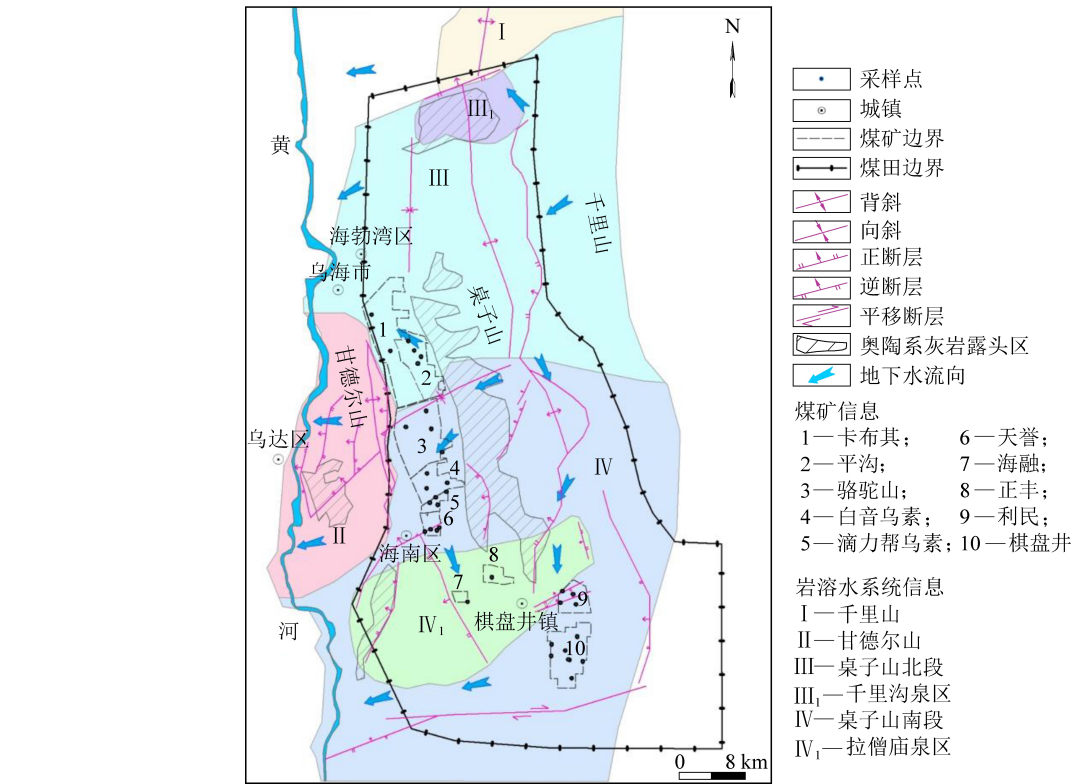 I
N
III₁
黄
III
千里山
海勃湾区
乌海市
桌子山
1
2
甘德尔山
乌达区
3
IV
4
5
6
II
海南区
8
7
9
河
IV₁
棋盘井镇
10
0 8 km
采样点
城镇
煤矿边界
煤田边界
背斜
向斜
正断层
逆断层
平移断层
奥陶系灰岩露头区
地下水流向
煤矿信息
1—卡布其; 6—天誉;
2—平沟; 7—海融;
3—骆驼山; 8—正丰;
4—白音乌素; 9—利民;
5—滴力帮乌素; 10—棋盘井
岩溶水系统信息
I—千里山
II—甘德尔山
III—桌子山北段
III₁—千里沟泉区
IV—桌子山南段
IV₁—拉僧庙泉区